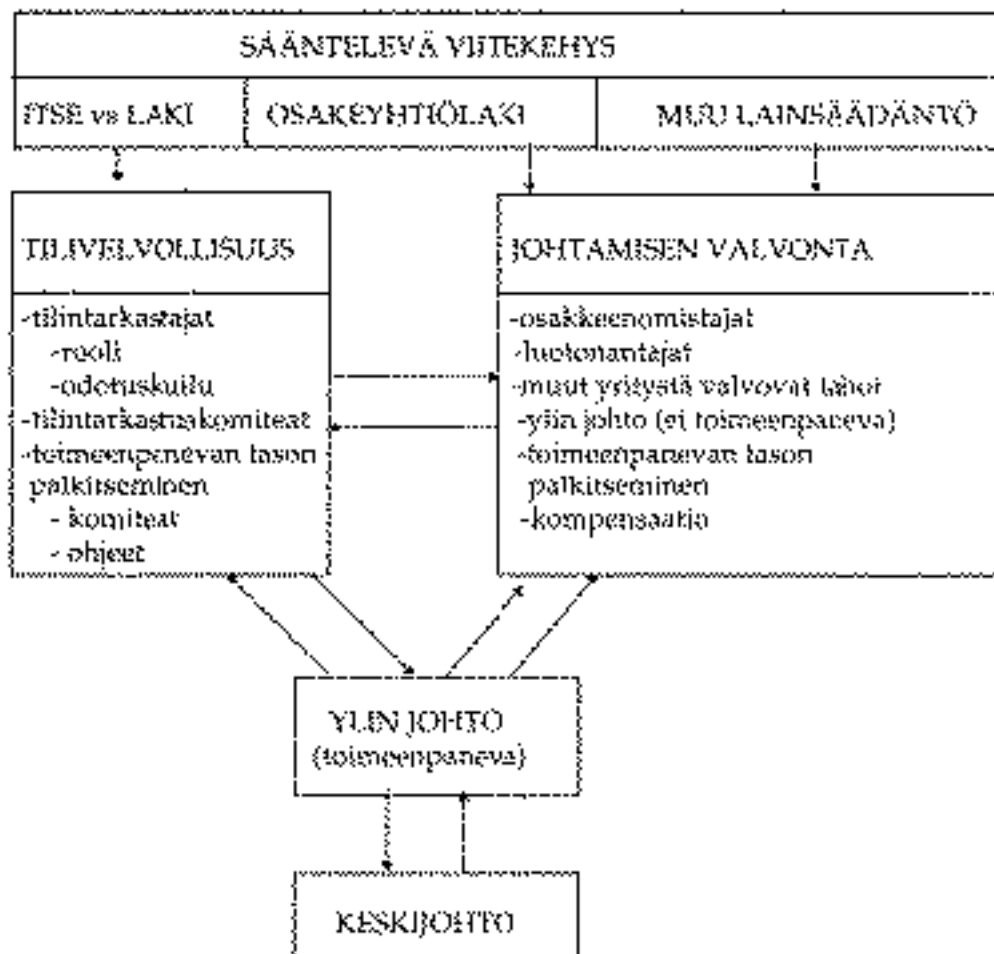 SÄÄNTELEVÄ VIITEKEHYS
ITSE vs LAKI
OSAKEYHTIÖLAKI
MUU LAINSÄÄDÄNTÖ
TILIVELVOLLISUUS
-tilintarkastajat
-rooli
-odotuskuilu
-tilintarkastuskomiteat
-toimeenpanevan tason
palkitseminen
- komiteat
- ohjeet
JOHTAMISEN VALVONTA
-osakkeenomistajat
-luotonantajat
-muut yritystä valvovat tahot
-ylin johto (ei toimeenpaneva)
-toimeenpanevan tason
palkitseminen
-kompensaatio
YLIN JOHTO
(toimeenpaneva)
KESKIJOHTO